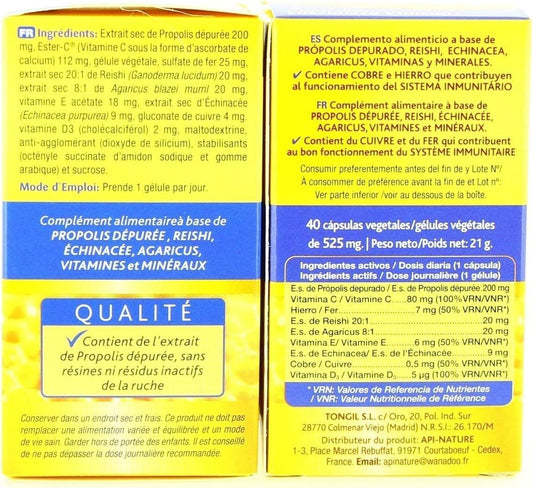 FR Ingrédients: Extrait sec de Propolis dépurée 200
mg, Ester-C® (Vitamine C sous la forme d'ascorbate
de calcium) 112 mg, gélule végétale, sulfate de fer 25 mg,
extrait sec 20:1 de Reishi (Ganoderma lucidum) 20 mg,
extrait sec 8:1 de Agaricus blazei murril 20 mg,
vitamine E acétate 18 mg, extrait sec d'Échinacée
(Echinacea purpurea) 9 mg, gluconate de cuivre 4 mg,
vitamine D3 (cholécalciférol) 2 mg, maltodextrine,
anti-agglomérant (dioxyde de silicium), stabilisants
(octényle succinate d'amidon sodique et gomme
arabique) et sucrose.
Mode d'Emploi: Prende 1 gélule par jour.
Complément alimentaireà base de
PROPOLIS DÉPURÉE, REISHI,
ÉCHINACÉE, AGARICUS,
VITAMINES et MINÉRAUX
QUALITÉ
✓Contient de l'extrait
de Propolis dépurée, sans
résines ni résidus inactifs
de la ruche
Conserver dans un endroit sec et frais. Ce produit ne doit pas
remplacer une alimentation variée et équilibrée et un mode
de vie sain. Garder hors de portée des enfants. Il est conseillé
de ne pas dépasser la dose journalière recommandée.
ES Complemento alimenticio a base de
PRÓPOLIS DEPURADO, REISHI, ECHINACEA,
AGARICUS, VITAMINAS y MINERALES.
✓ Contiene COBRE e HIERRO que contribuyen
al funcionamiento del SISTEMA INMUNITÁRIO
FR Complément alimentaire à base de
PROPOLIS DÉPURÉE, REISHI, ÉCHINACÉE,
AGARICUS, VITAMINES et MINÉRAUX.
✓ Contient du CUIVRE et du FER qui contribuent
au bon fonctionnement du SYSTÈME IMMUNITAIRE
Consumir preferentemente antes del fin de y Lote Nº/
À consommer de préférence avant la fin de et Lot nº:
Ver parte inferior /voir au-dessous de la boîte.
40 cápsulas vegetales/gélules végétales
de 525 mg. | Peso neto/Poids net: 21 g.
Ingredientes activos / Dosis diaria (1 cápsula)
Ingrédients actifs / Dose journalière (1 gélule)
E.s. de Própolis depurado / E.s. de Propolis dépurée.200 mg
Vitamina C / Vitamine C.....80 mg (100%VRN/VNR*)
Hierro / Fer......................7 mg (50% VRN/VNR*)
E.s. de Reishi 20:1..............................20 mg
E.s. de Agaricus 8:1............................20 mg
Vitamina E/ Vitamine E........6 mg (50% VRN/VNR*)
E.s. de Echinacea/ E.s. de l'Échinacée..............9 mg
Cobre / Cuivre................0,5 mg (50% VRN/VNR*)
Vitamina D₃ / Vitamine D₃...5 µg (100% VRN/VNR*)
* VRN: Valores de Referencia de Nutrientes
/ VNR: Valeur Nutritionnelle de Référence
TONGIL S.L. c/ Oro, 20, Pol. Ind. Sur
28770 Colmenar Viejo (Madrid) N.R.S.I.: 26.170/M
Distributeur du produit: API-NATURE
1-3, Place Marcel Rebuffat, 91971 Courtaboeuf - Cedex,
France. Email: apinature@wanadoo.fr